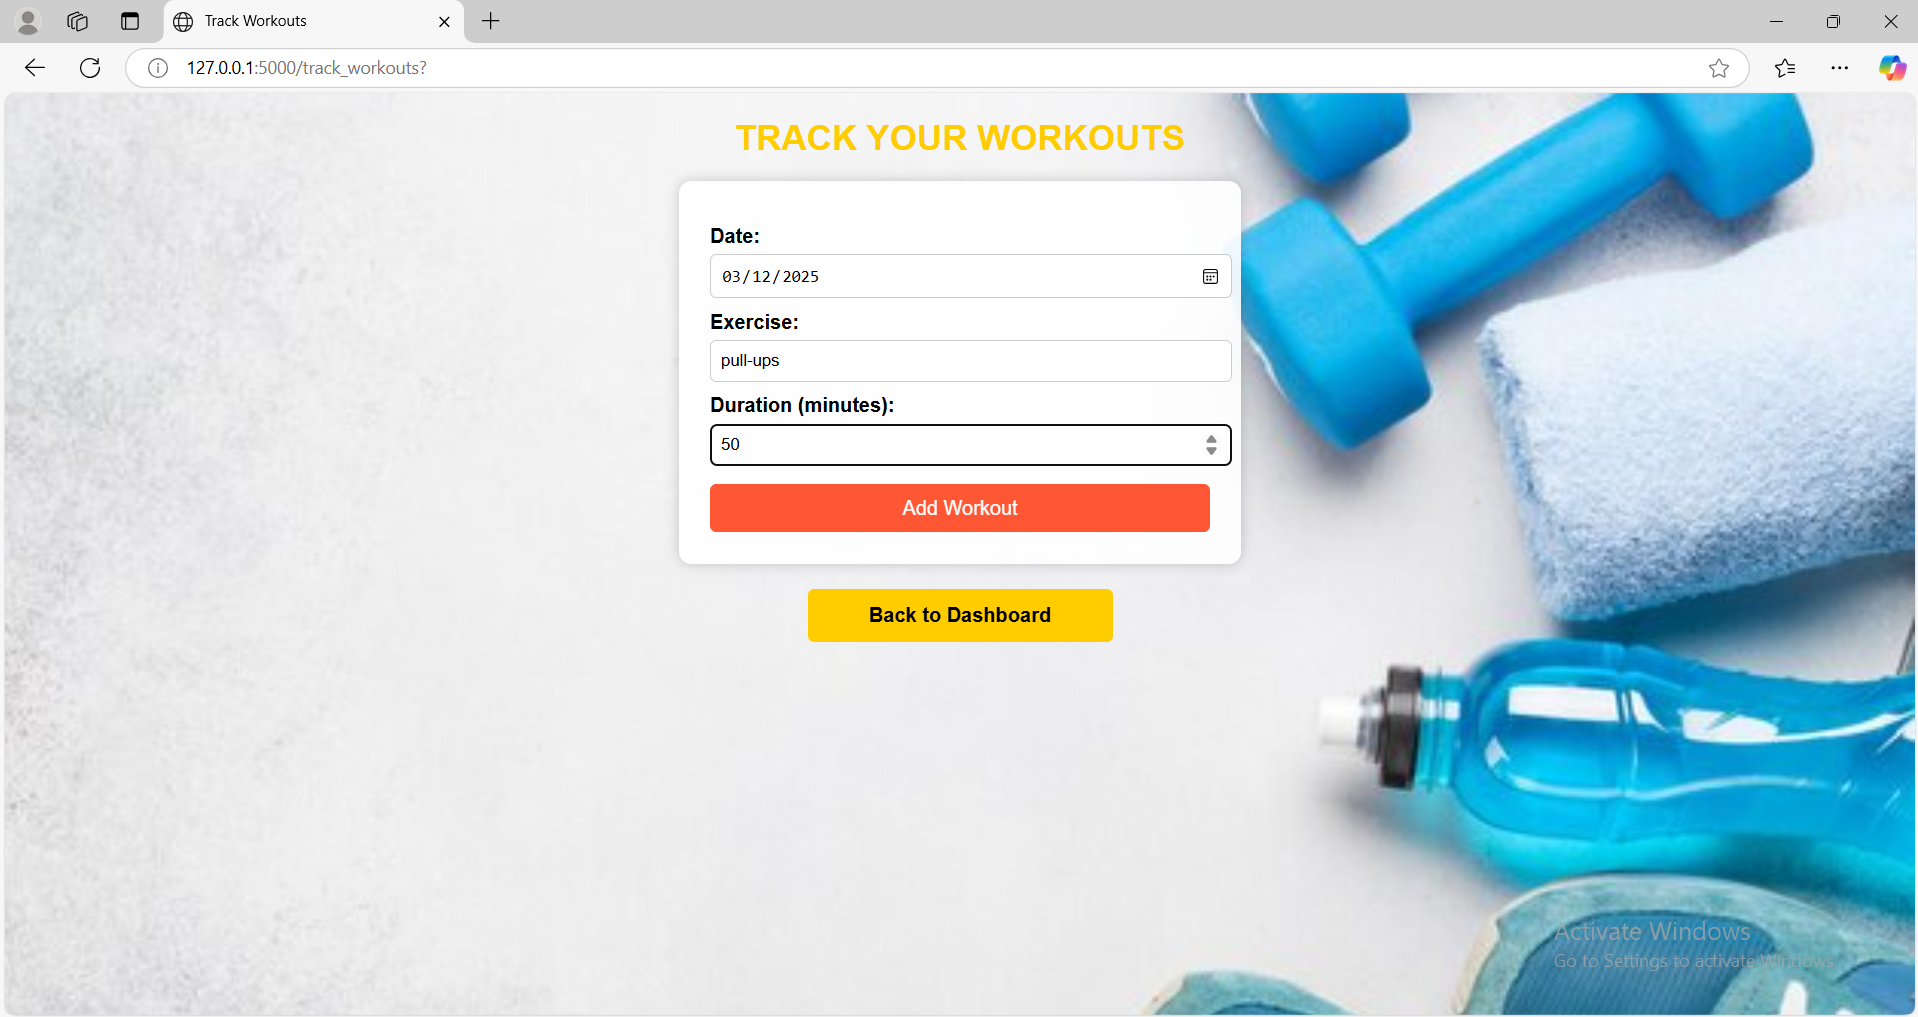 Track Workouts
127.0.0.1:5000/track_workouts?
TRACK YOUR WORKOUTS
Date:
03/12/2025
Exercise:
pull-ups
Duration (minutes):
50
Add Workout
Back to Dashboard
Activate Windows
Go to Settings to activate Windows.